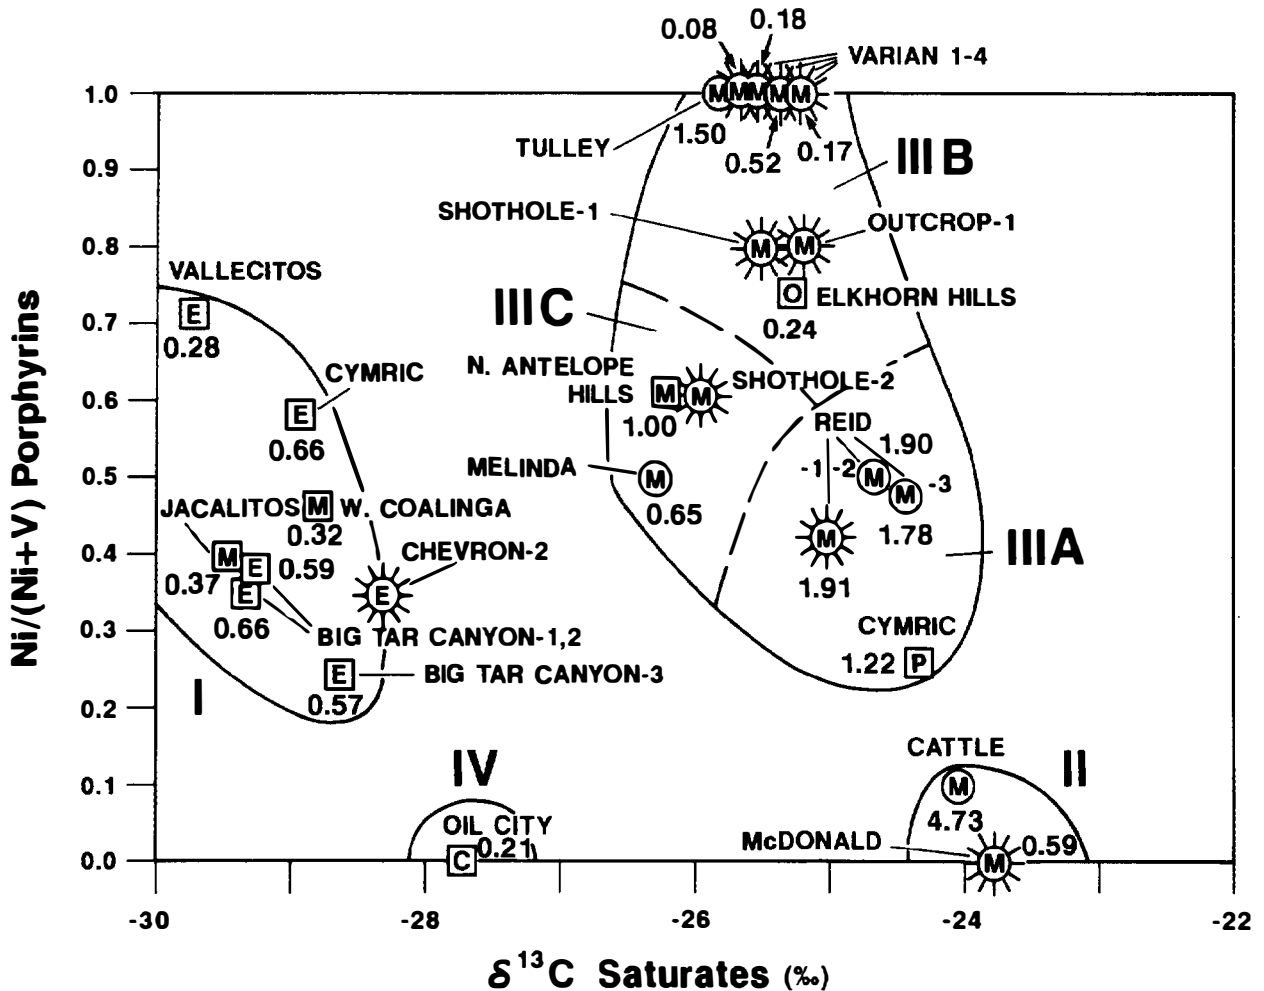 0.18
0.08
VARIAN 1-4
1.0
M M M M M
1.50
TULLEY
0.52
0.17
III B
0.9
SHOTHOLE-1
OUTCROP-1
0.8
M M
VALLECITOS
O ELKHORN HILLS
III C
E
0.7
0.24
0.28
N. ANTELOPE
HILLS
CYMRIC
SHOTHOLE-2
M M
0.6
E
1.00
REID
0.66
1.90
MELINDA
-1 -2
M
M
-3
M
0.5
JACALITOS
M
W. COALINGA
0.65
0.32
1.78
M
III A
CHEVRON-2
0.4
M
E
0.59
0.37
E
E
1.91
0.66
BIG TAR CANYON-1,2
CYMRIC
0.3
1.22
P
E
BIG TAR CANYON-3
I
0.57
0.2
CATTLE
IV
II
0.1
M
OIL CITY
4.73
McDONALD
0.59
0.21
0.0
C
M
-30
-28
-26
-24
-22
Ni/(Ni+V) Porphyrins
δ ¹³C Saturates (‰)